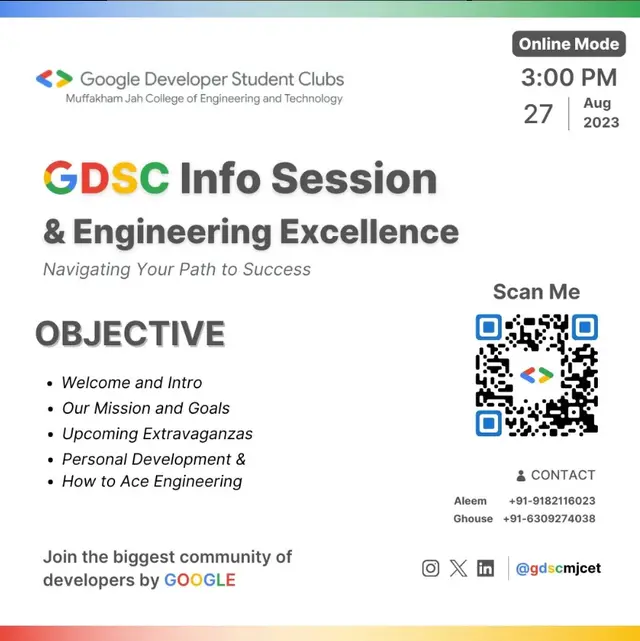 Online Mode
Google Developer Student Clubs
Muffakham Jah College of Engineering and Technology
3:00 PM
27
Aug
2023
GDSC Info Session
& Engineering Excellence
Navigating Your Path to Success
Scan Me
OBJECTIVE
• Welcome and Intro
• Our Mission and Goals
• Upcoming Extravaganzas
• Personal Development &
• How to Ace Engineering
CONTACT
Aleem +91-9182116023
Ghouse +91-6309274038
Join the biggest community of
developers by GOOGLE
@gdscmjcet